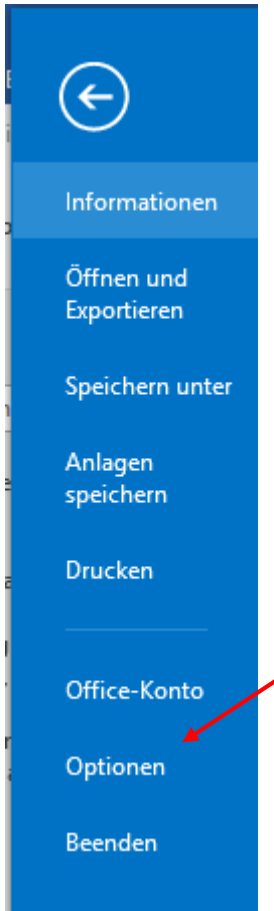 Informationen
Öffnen und
Exportieren
Speichern unter
Anlagen
speichern
Drucken
Office-Konto
Optionen
Beenden